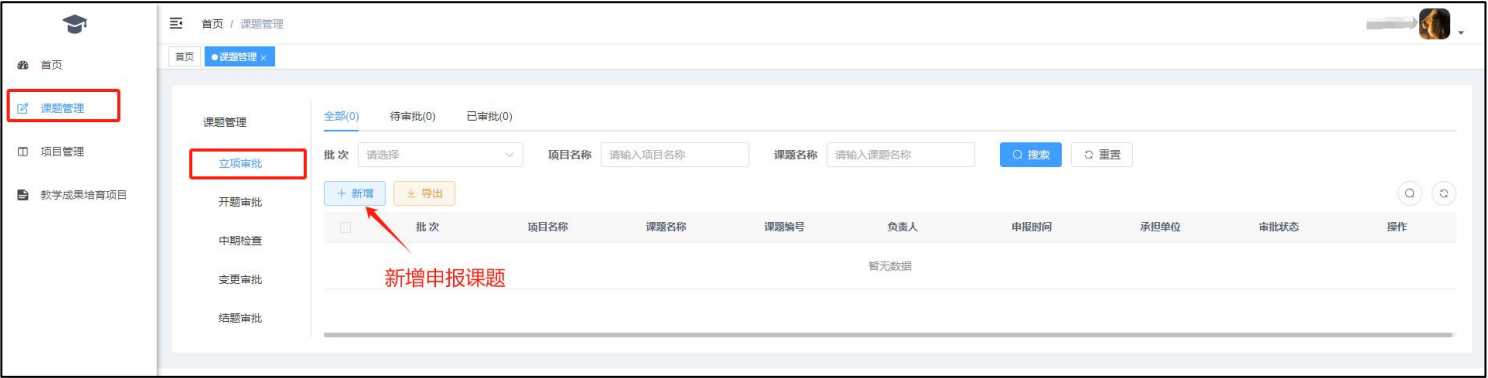 首页 / 课题管理
首页
课题管理
项目管理
教学成果培育项目
首页 课题管理 ×
课题管理
立项审批
开题审批
中期检查
变更审批
结题审批
全部(0) 待审批(0) 已审批(0)
批 次 请选择 项目名称 请输入项目名称 课题名称 请输入课题名称 搜索 重置
+ 新增 导出
批 次 项目名称 课题名称 课题编号 负责人 申报时间 承担单位 审批状态 操作
暂无数据
新增申报课题